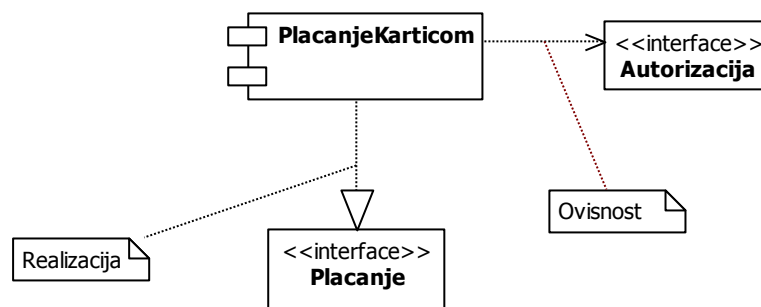 PlacanjeKarticom
<<interface>>
Autorizacija
Ovisnost
Realizacija
<<interface>>
Placanje